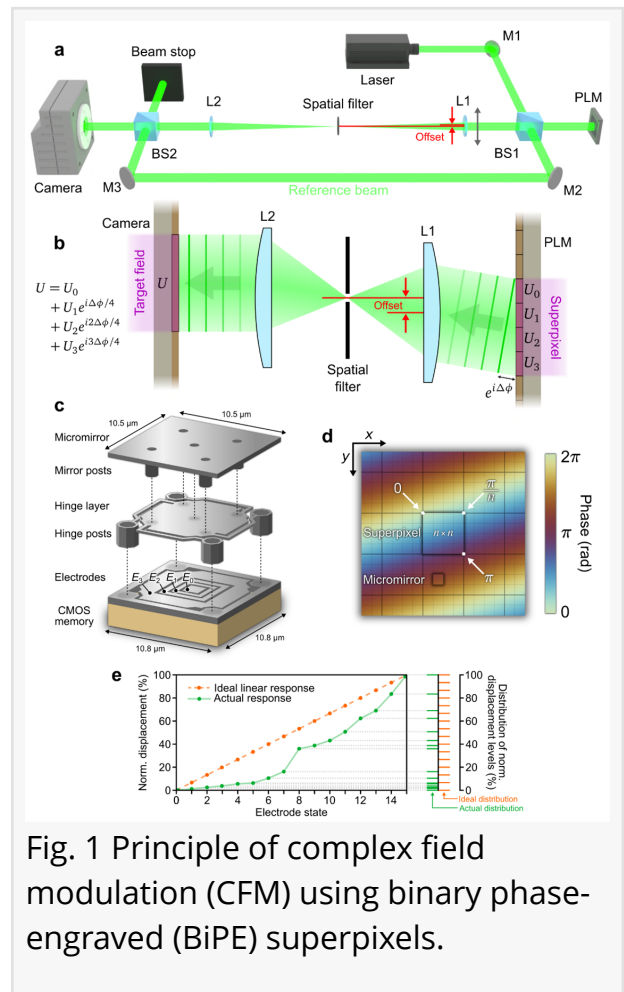 a
M1
Beam stop
Laser
L2
Spatial filter
L1
PLM
Offset
Camera
BS2
BS1
M3
Reference beam
M2
b
Camera
L2
L1
PLM
Target field
U
U = U₀
+ U₁e^{iΔϕ/4}
+ U₂e^{i2Δϕ/4}
+ U₃e^{i3Δϕ/4}
Offset
Spatial
filter
U₀
U₁
U₂
U₃
Superpixel
e^{iΔϕ}
c
10.5 µm
10.5 µm
Micromirror
Mirror posts
Hinge layer
Hinge posts
Electrodes
E₃ E₂ E₁ E₀
CMOS
memory
10.8 µm
10.8 µm
d
x
y
0
π/n
Superpixel
n×n
Micromirror
π
2π
π
0
Phase (rad)
e
Norm. displacement (%)
100
80
60
40
20
0
Ideal linear response
Actual response
0 2 4 6 8 10 12 14
Electrode state
100
80
60
40
20
0
Distribution of norm.
displacement levels (%)
Ideal distribution
Actual distribution
Fig. 1 Principle of complex field
modulation (CFM) using binary phase-
engraved (BiPE) superpixels.